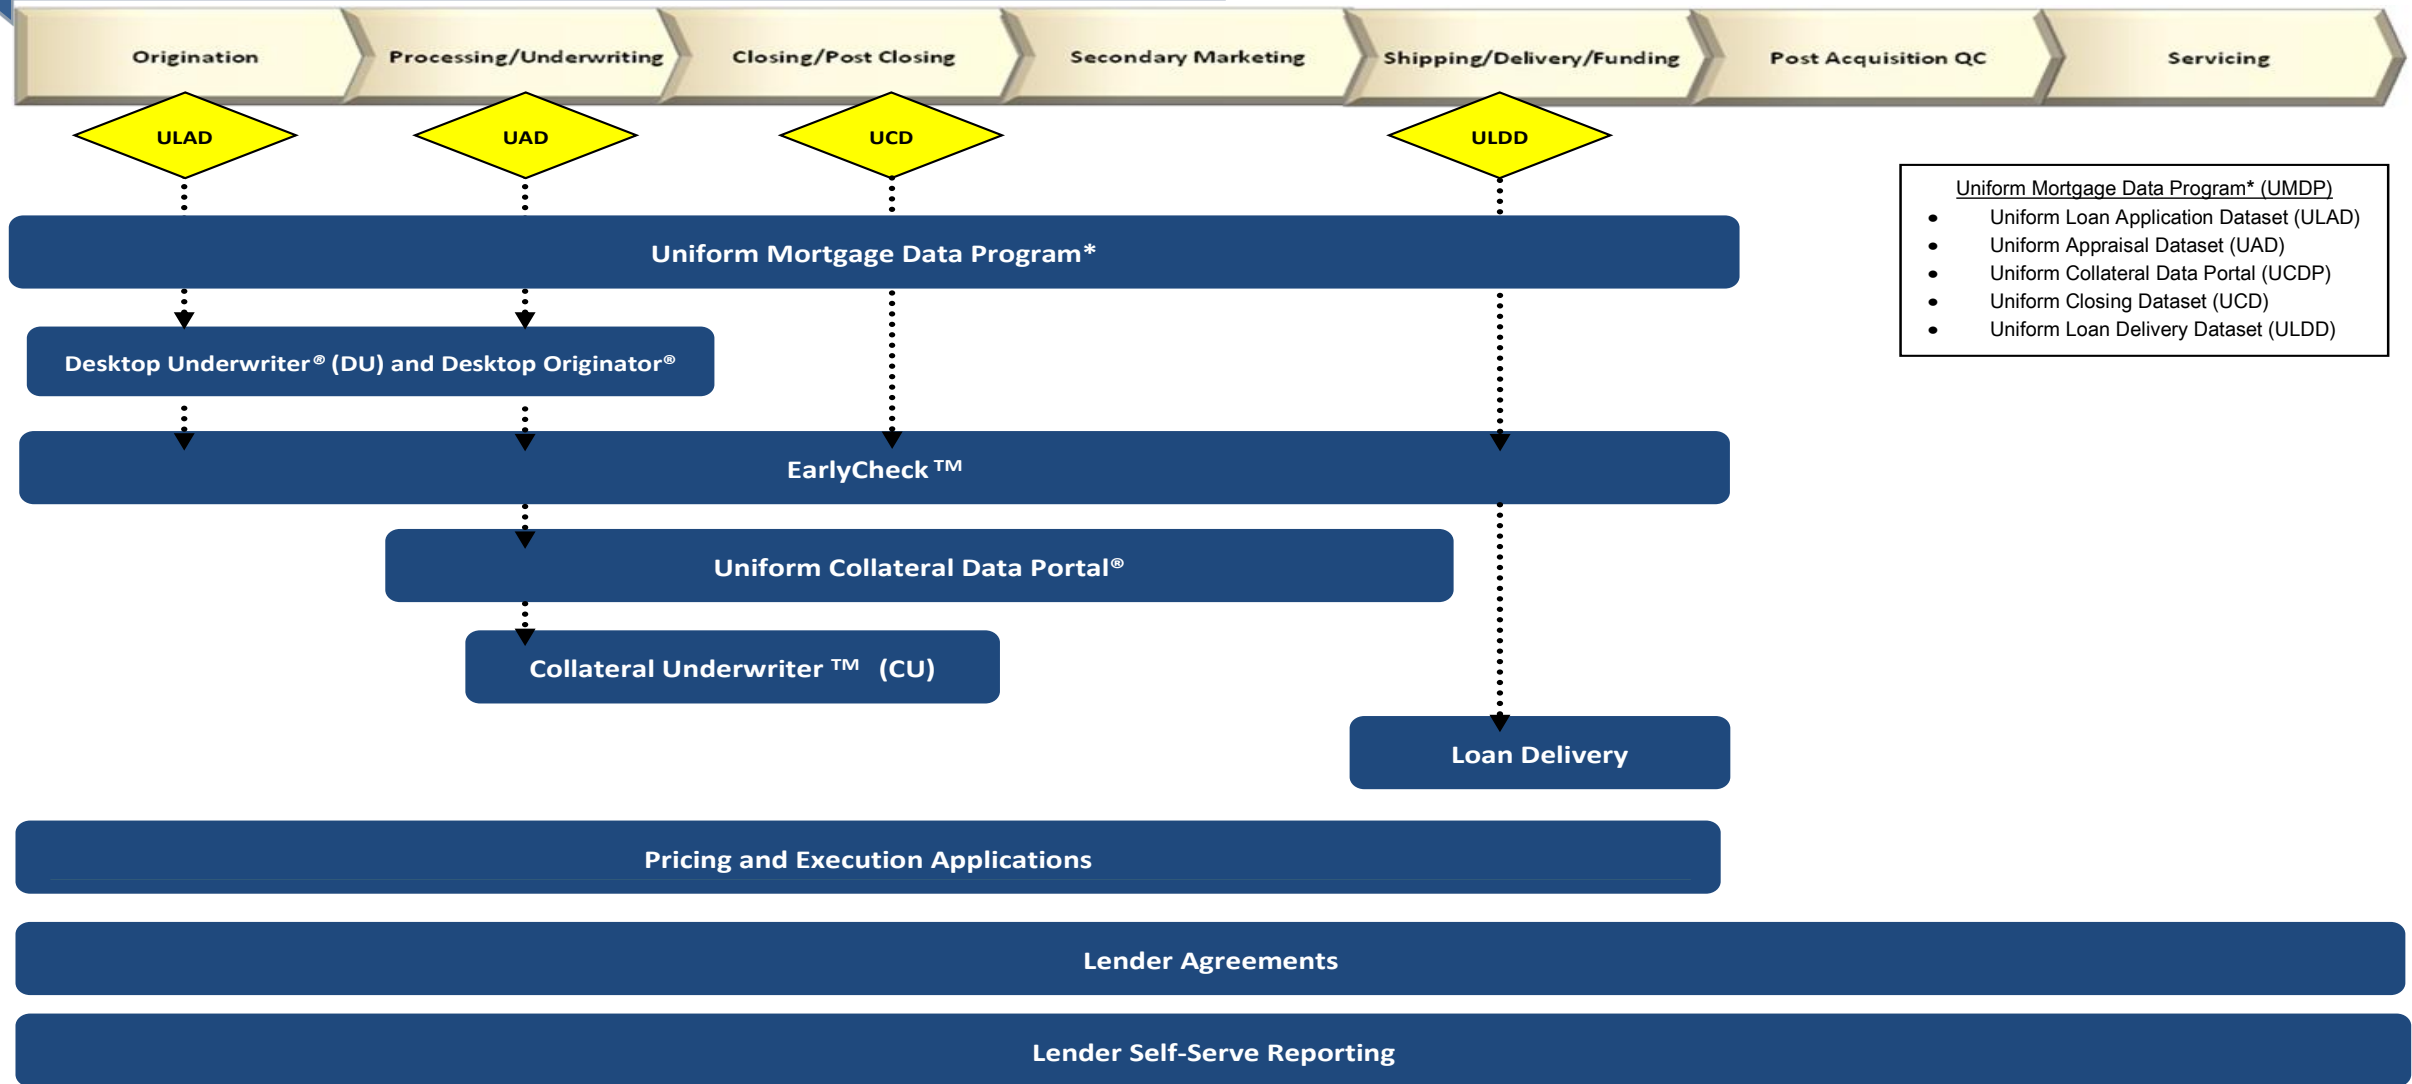 Origination
Processing/Underwriting
Closing/Post Closing
Secondary Marketing
Shipping/Delivery/Funding
Post Acquisition QC
Servicing
ULAD
UAD
UCD
ULDD
Uniform Mortgage Data Program* (UMDP)
• Uniform Loan Application Dataset (ULAD)
• Uniform Appraisal Dataset (UAD)
• Uniform Collateral Data Portal (UCDP)
• Uniform Closing Dataset (UCD)
• Uniform Loan Delivery Dataset (ULDD)
Uniform Mortgage Data Program*
Desktop Underwriter® (DU) and Desktop Originator®
EarlyCheck™
Uniform Collateral Data Portal®
Collateral Underwriter ™ (CU)
Loan Delivery
Pricing and Execution Applications
Lender Agreements
Lender Self-Serve Reporting